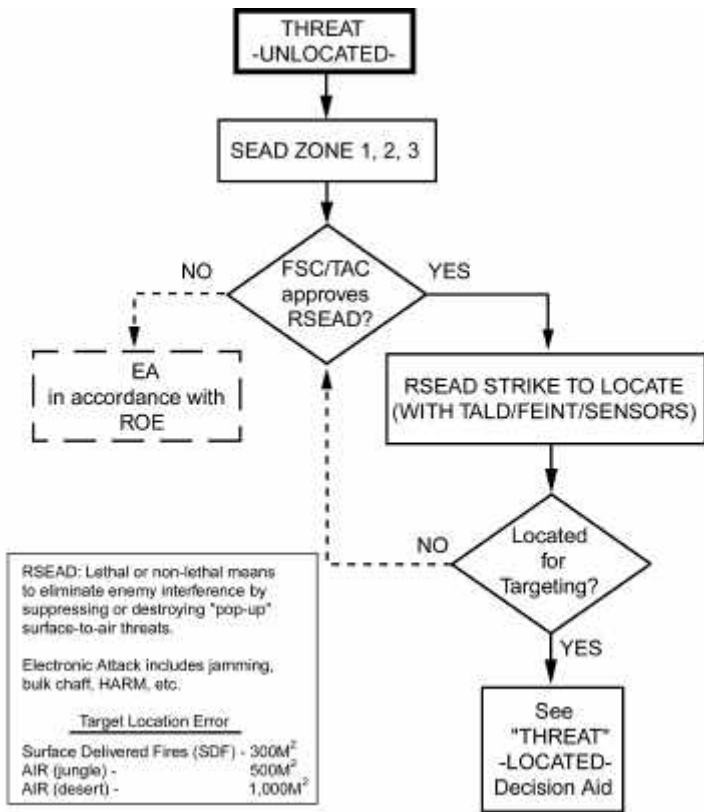 THREAT
-UNLOCATED-
SEAD ZONE 1, 2, 3
NO
FSC/TAC
approves
RSEAD?
YES
EA
in accordance with
ROE
RSEAD STRIKE TO LOCATE
(WITH TALD/FEINT/SENSORS)
NO
Located
for
Targeting?
YES
See
"THREAT"
-LOCATED-
Decision Aid
RSEAD: Lethal or non-lethal means
to eliminate enemy interference by
suppressing or destroying "pop-up"
surface-to-air threats.
Electronic Attack includes jamming,
bulk chaff, HARM, etc.
Target Location Error
Surface Delivered Fires (SDF) - 300M²
AIR (jungle) - 500M²
AIR (desert) - 1,000M²